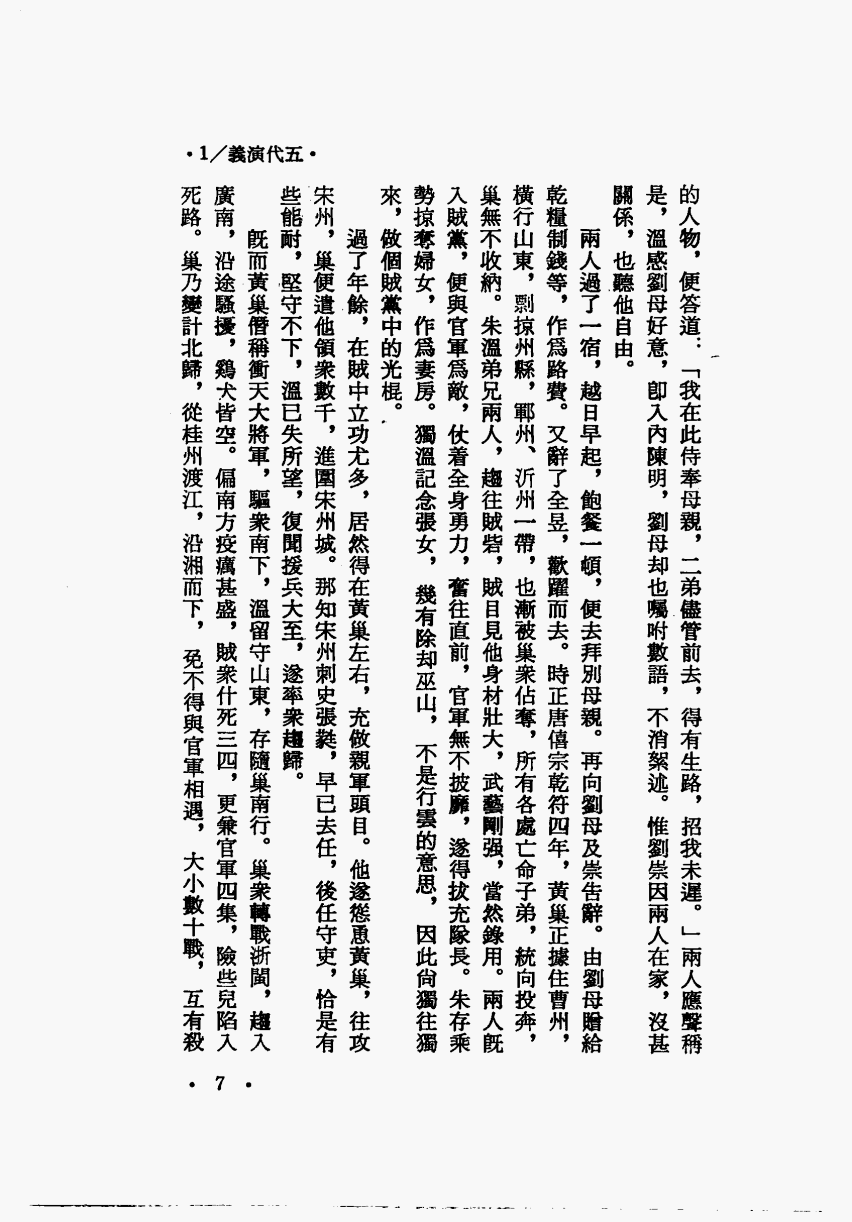 •1／義演代五•
的人物，便答道：「我在此侍奉母親，二弟儘管前去，得有生路，招我未遲。」兩人應聲稱
是，溫感劉母好意，卽入內陳明，劉母却也囑咐數語，不消絮述。惟劉崇因兩人在家，沒甚
關係，也聽他自由。
兩人過了一宿，越日早起，飽餐一頓，便去拜別母親。再向劉母及崇告辭。由劉母贈給
乾糧制錢等，作爲路費。又辭了全昱，歡躍而去。時正唐僖宗乾符四年，黃巢正據住曹州，
橫行山東，剽掠州縣，鄆州、沂州一帶，也漸被巢衆佔奪，所有各處亡命子弟，統向投奔，
巢無不收納。朱溫弟兄兩人，趨往賊砦，賊目見他身材壯大，武藝剛强，當然錄用。兩人旣
入賊黨，便與官軍爲敵，仗着全身勇力，奮往直前，官軍無不披靡，遂得拔充隊長。朱存乘
勢掠奪婦女，作爲妻房。獨溫記念張女，幾有除却巫山，不是行雲的意思，因此尙獨往獨
來，做個賊黨中的光棍。
過了年餘，在賊中立功尤多，居然得在黃巢左右，充做親軍頭目。他遂慫恿黃巢，往攻
宋州，巢便遣他領衆數千，進圍宋州城。那知宋州刺史張蕤，早已去任，後任守吏，恰是有
些能耐，堅守不下，溫已失所望，復聞援兵大至，遂率衆趨歸。
旣而黃巢僭稱衝天大將軍，驅衆南下，溫留守山東，存隨巢南行。巢衆轉戰浙閩，趨入
廣南，沿途騷擾，鷄犬皆空。偏南方疫癘甚盛，賊衆什死三四，更兼官軍四集，險些兒陷入
死路。巢乃變計北歸，從桂州渡江，沿湘而下，免不得與官軍相遇，大小數十戰，互有殺
• 7 •